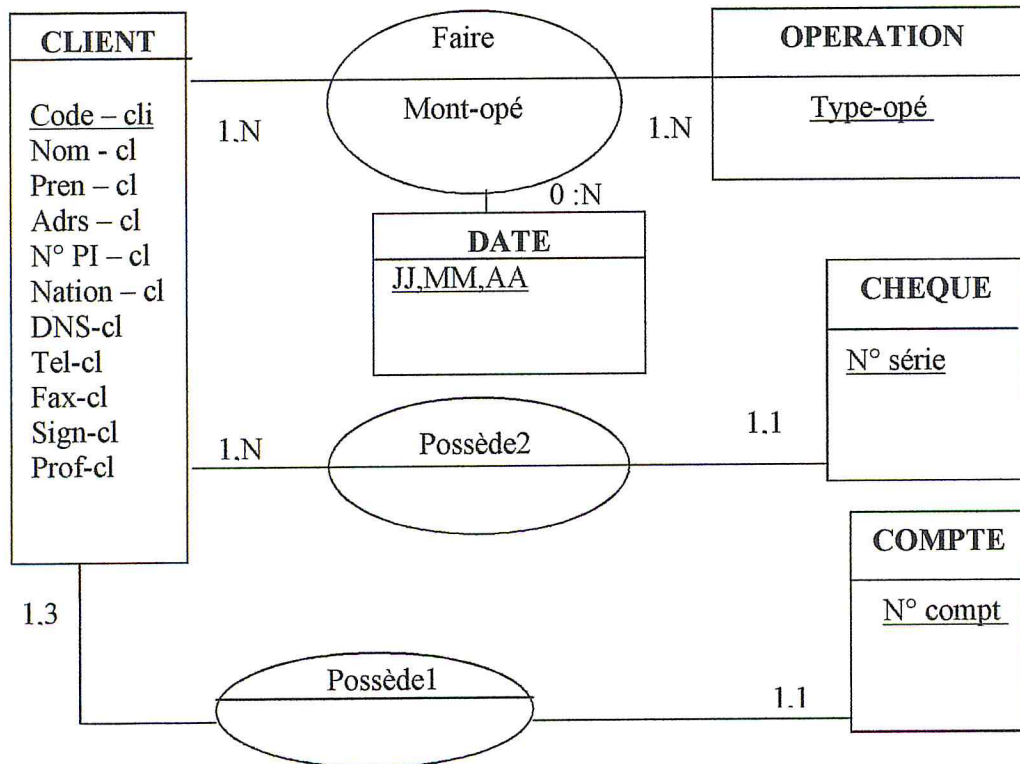 CLIENT
Code – cli
Nom - cl
Pren – cl
Adrs – cl
N° PI – cl
Nation – cl
DNS-cl
Tel-cl
Fax-cl
Sign-cl
Prof-cl
1.N
Faire
Mont-opé
1.N
OPERATION
Type-opé
0 :N
DATE
JJ,MM,AA
CHEQUE
N° série
1.N
Possède2
1.1
COMPTE
N° compt
1.3
Possède1
1.1